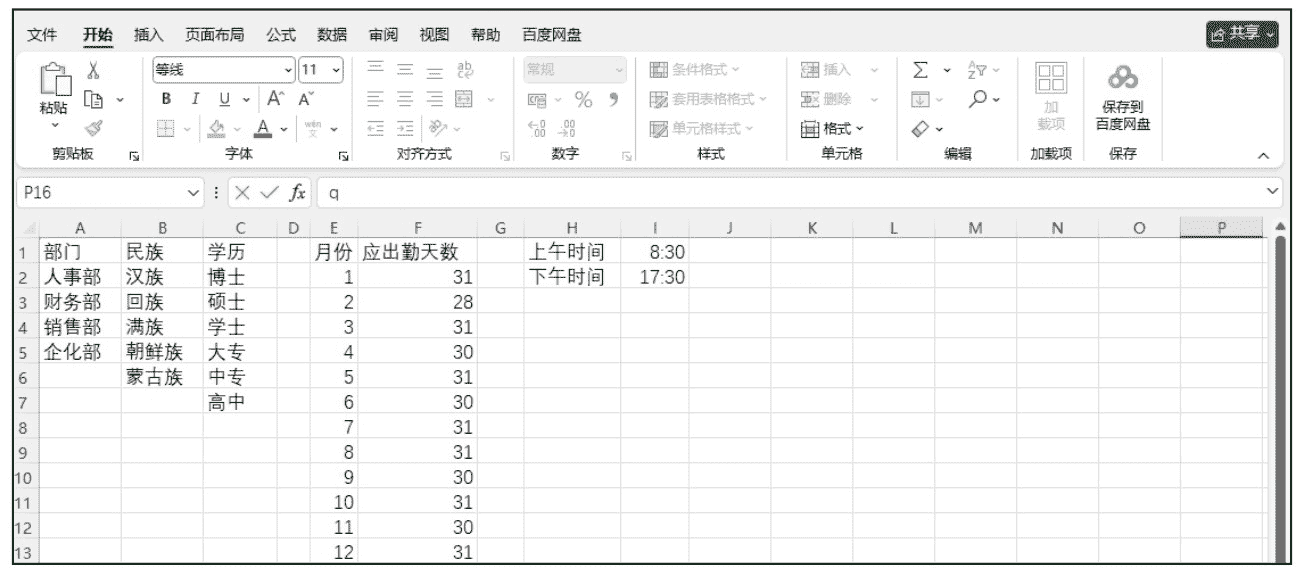 文件 开始 插入 页面布局 公式 数据 审阅 视图 帮助 百度网盘 共享
等线 11 ab 常规 条件格式 插入 Σ A Z
粘贴 B I U A A % 套用表格格式 删除 加载项 保存到百度网盘
A wén 文 .00 .00 单元格样式 格式
剪贴板 字体 对齐方式 数字 样式 单元格 编辑 加载项 保存
P16 fx q
A B C D E F G H I J K L M N O P
1 部门 民族 学历 月份 应出勤天数 上午时间 8:30
2 人事部 汉族 博士 1 31 下午时间 17:30
3 财务部 回族 硕士 2 28
4 销售部 满族 学士 3 31
5 企化部 朝鲜族 大专 4 30
6 蒙古族 中专 5 31
7 高中 6 30
8 7 31
9 8 31
10 9 30
11 10 31
12 11 30
13 12 31